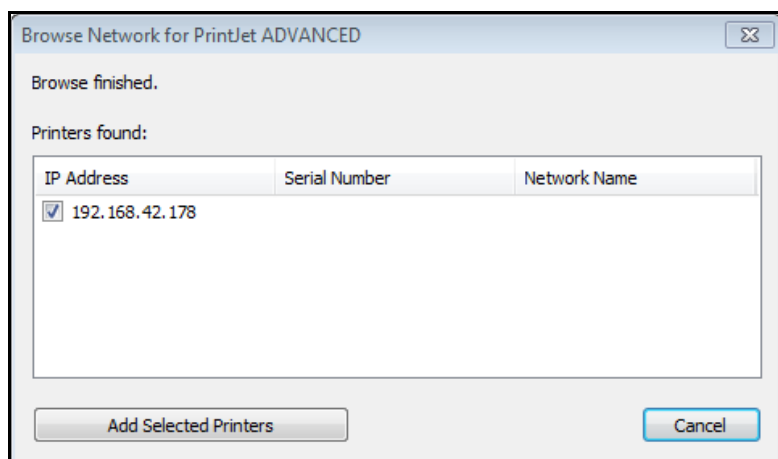 Browse Network for PrintJet ADVANCED
Browse finished.
Printers found:
IP Address Serial Number Network Name
192.168.42.178
Add Selected Printers Cancel